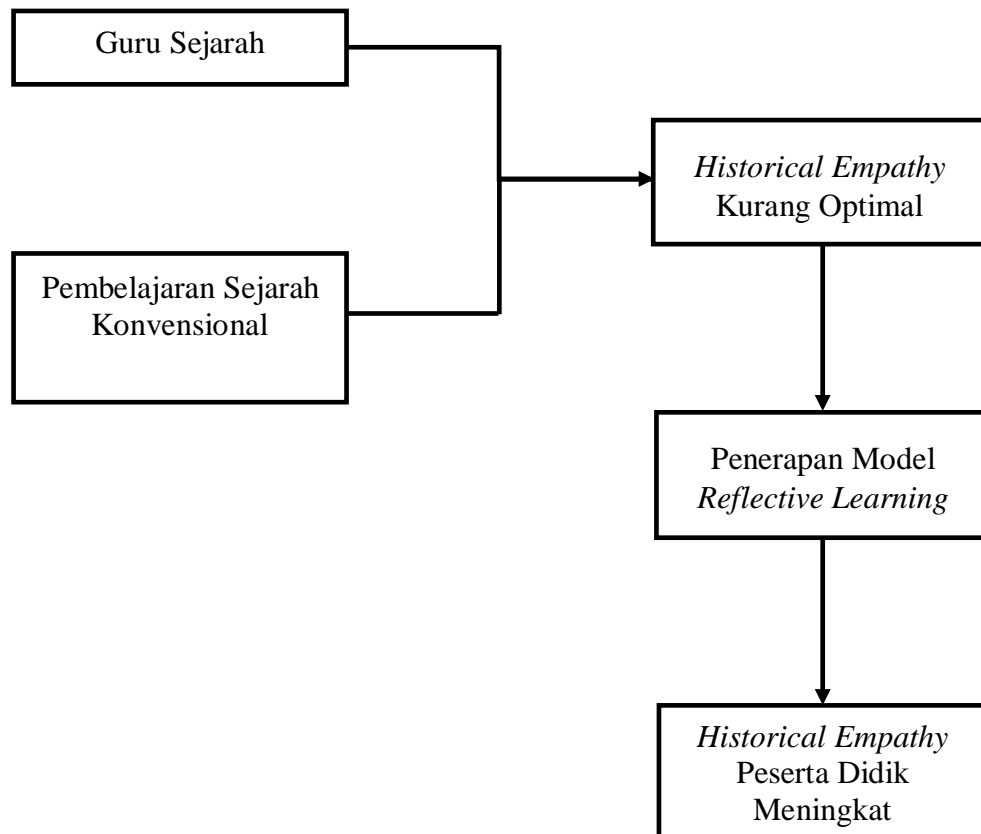 Guru Sejarah
Historical Empathy
Kurang Optimal
Pembelajaran Sejarah
Konvensional
Penerapan Model
Reflective Learning
Historical Empathy
Peserta Didik
Meningkat